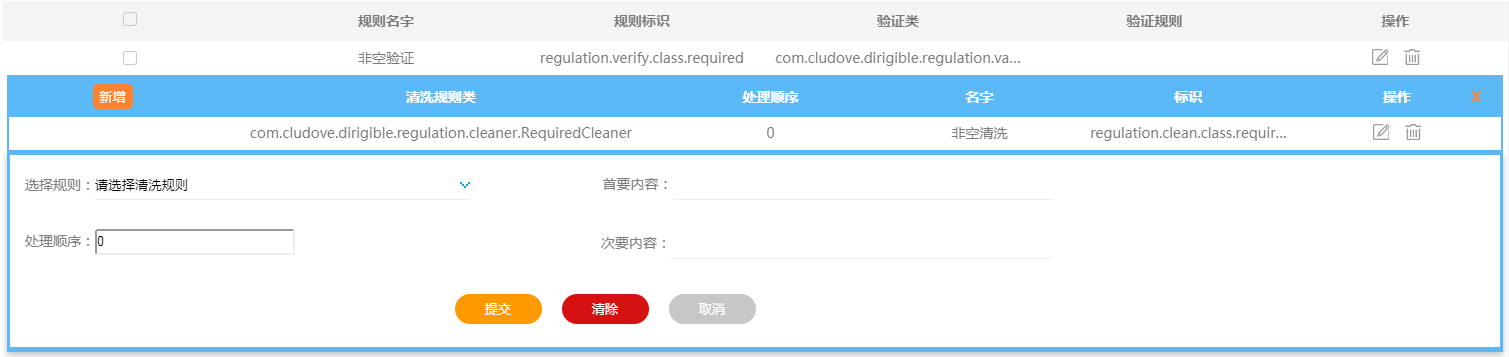 规则名字 规则标识 验证类 验证规则 操作
非空验证 regulation.verify.class.required com.cludove.dirigible.regulation.va...
新增 清洗规则类 处理顺序 名字 标识 操作 X
com.cludove.dirigible.regulation.cleaner.RequiredCleaner 0 非空清洗 regulation.clean.class.requir...
选择规则：请选择清洗规则 首要内容：
处理顺序：0 次要内容：
提交 清除 取消